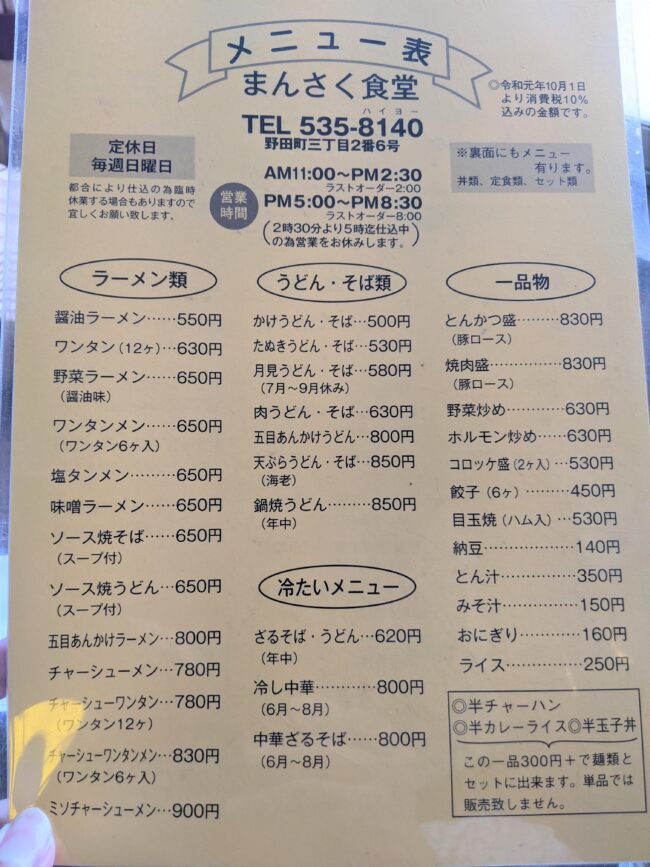 メニュー表
まんさく食堂
◎令和元年10月1日
より消費税10%
込みの金額です。
ハイヨー
TEL 535-8140
野田町三丁目2番6号
定休日
毎週日曜日
都合により仕込の為臨時
休業する場合もありますので
宜しくお願い致します。
営業
時間
AM11:00～PM2:30
ラストオーダー2:00
PM5:00～PM8:30
ラストオーダー8:00
(2時30分より5時迄仕込中
の為営業をお休みします。)
※裏面にもメニュー
有ります。
丼類、定食類、セット類
ラーメン類
醤油ラーメン……550円
ワンタン(12ヶ)…630円
野菜ラーメン……650円
(醤油味)
ワンタンメン……650円
(ワンタン6ヶ入)
塩タンメン………650円
味噌ラーメン……650円
ソース焼そば……650円
(スープ付)
ソース焼うどん…650円
(スープ付)
五目あんかけラーメン…800円
チャーシューメン…780円
チャーシューワンタン…780円
(ワンタン12ヶ)
チャーシューワンタンメン…830円
(ワンタン6ヶ入)
ミソチャーシューメン…900円
うどん・そば類
かけうどん・そば…500円
たぬきうどん・そば…530円
月見うどん・そば…580円
(7月～9月休み)
肉うどん・そば…630円
五目あんかけうどん…800円
天ぷらうどん・そば…850円
(海老)
鍋焼うどん………850円
(年中)
冷たいメニュー
ざるそば・うどん…620円
(年中)
冷し中華…………800円
(6月～8月)
中華ざるそば……800円
(6月～8月)
一品物
とんかつ盛………830円
(豚ロース)
焼肉盛……………830円
(豚ロース)
野菜炒め…………630円
ホルモン炒め……630円
コロッケ盛(2ヶ入)…530円
餃子(6ヶ)………450円
目玉焼(ハム入)…530円
納豆………………140円
とん汁……………350円
みそ汁……………150円
おにぎり…………160円
ライス……………250円
◎半チャーハン
◎半カレーライス◎半玉子丼
この一品300円＋で麺類と
セットに出来ます。単品では
販売致しません。